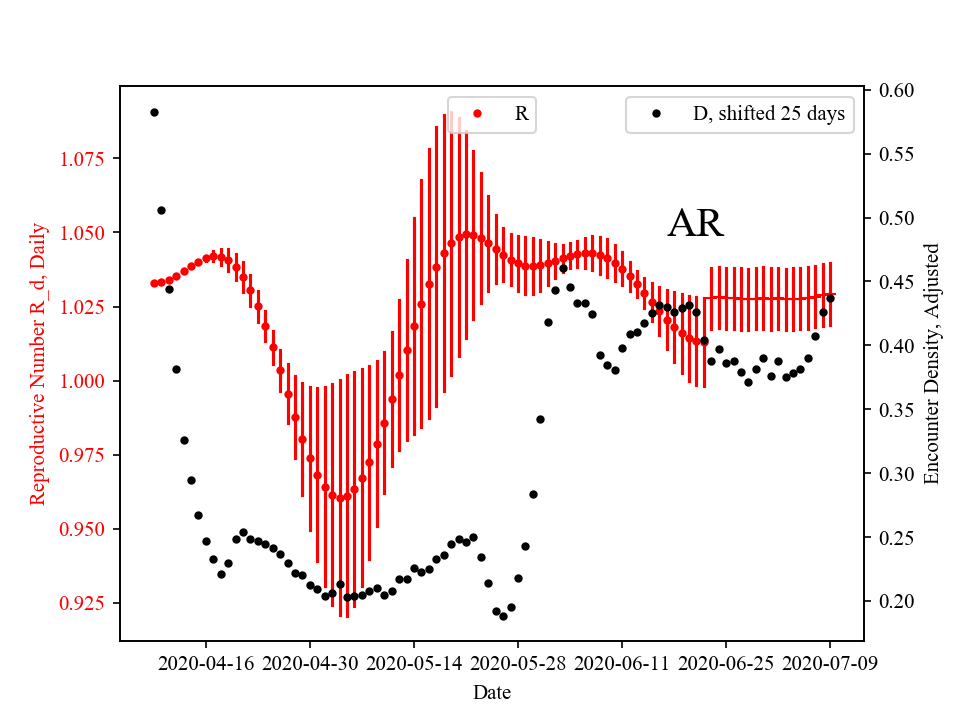 R
D, shifted 25 days
AR
Reproductive Number R_d, Daily
1.075
1.050
1.025
1.000
0.975
0.950
0.925
0.60
0.55
0.50
0.45
0.40
0.35
0.30
0.25
0.20
Encounter Density, Adjusted
2020-04-16 2020-04-30 2020-05-14 2020-05-28 2020-06-11 2020-06-25 2020-07-09
Date